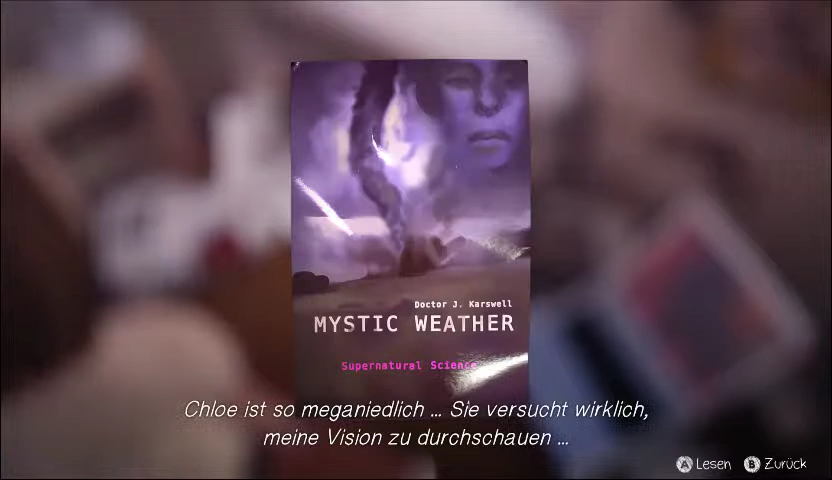 Doctor J. Karswell
MYSTIC WEATHER
Supernatural Science
Chloe ist so meganiedlich ... Sie versucht wirklich,
meine Vision zu durchschauen ...
A Lesen B Zurück